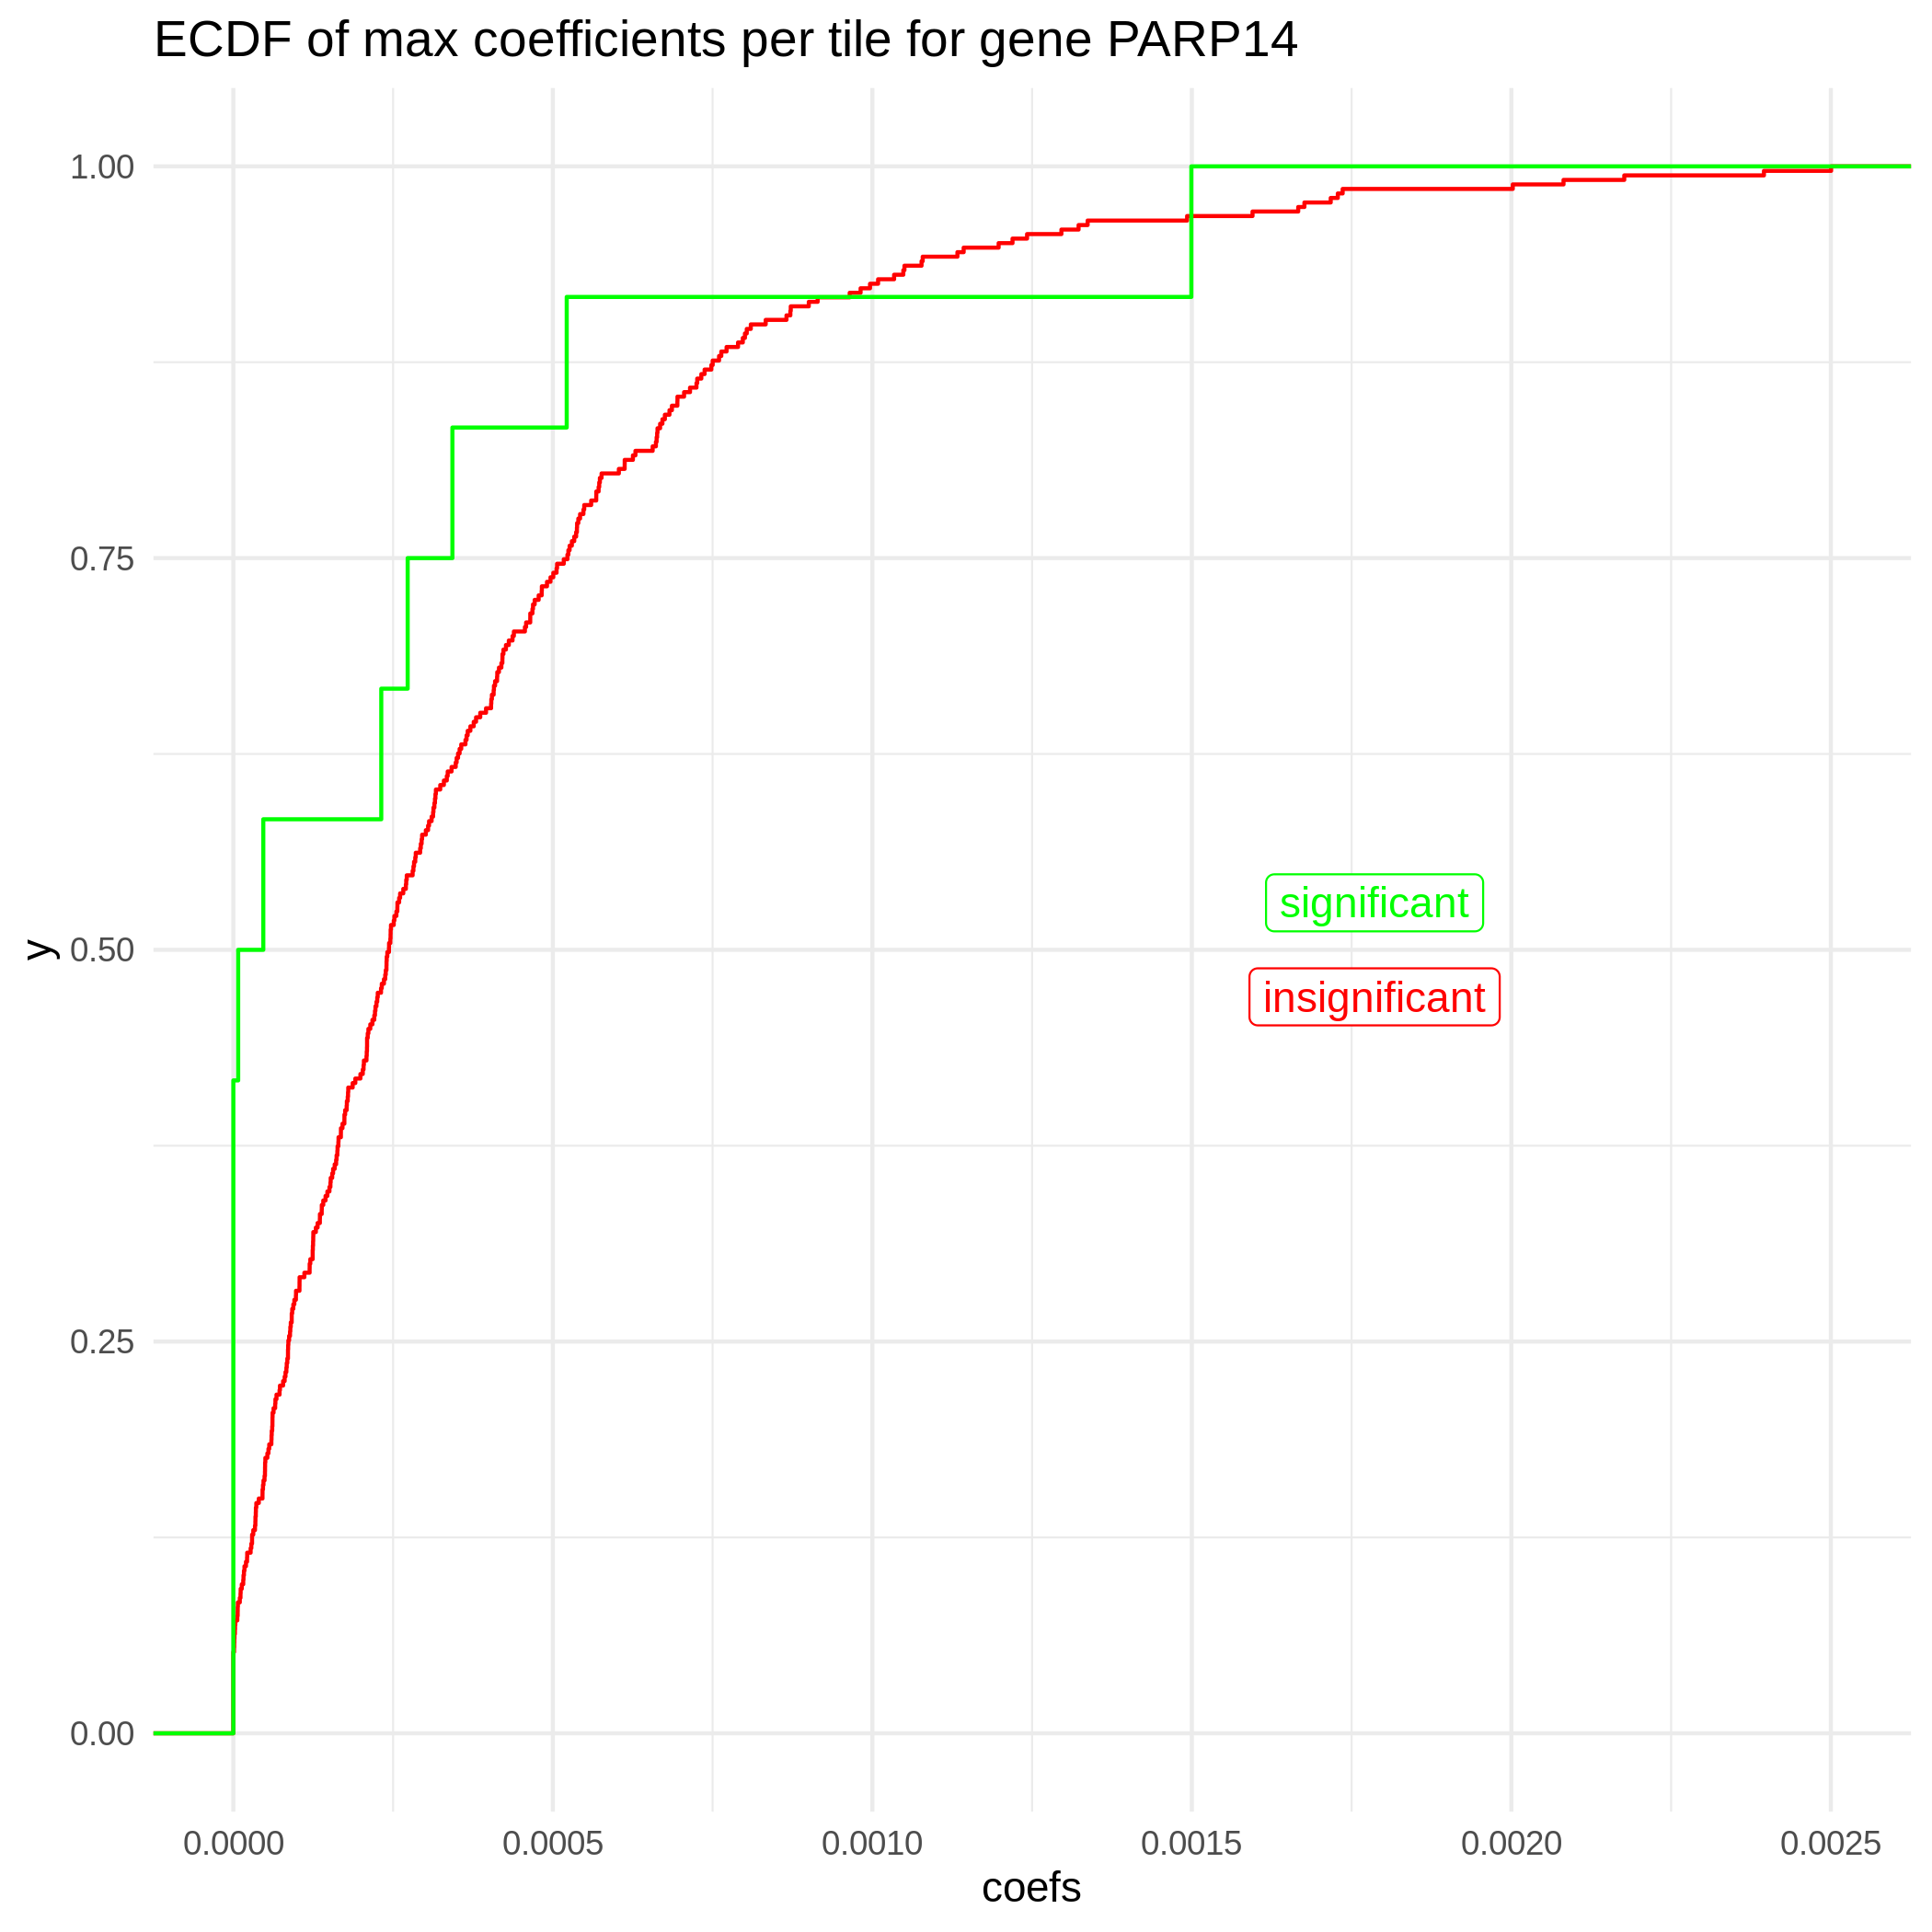 ECDF of max coefficients per tile for gene PARP14
1.00
0.75
0.50
0.25
0.00
y
significant
insignificant
0.0000 0.0005 0.0010 0.0015 0.0020 0.0025
coefs